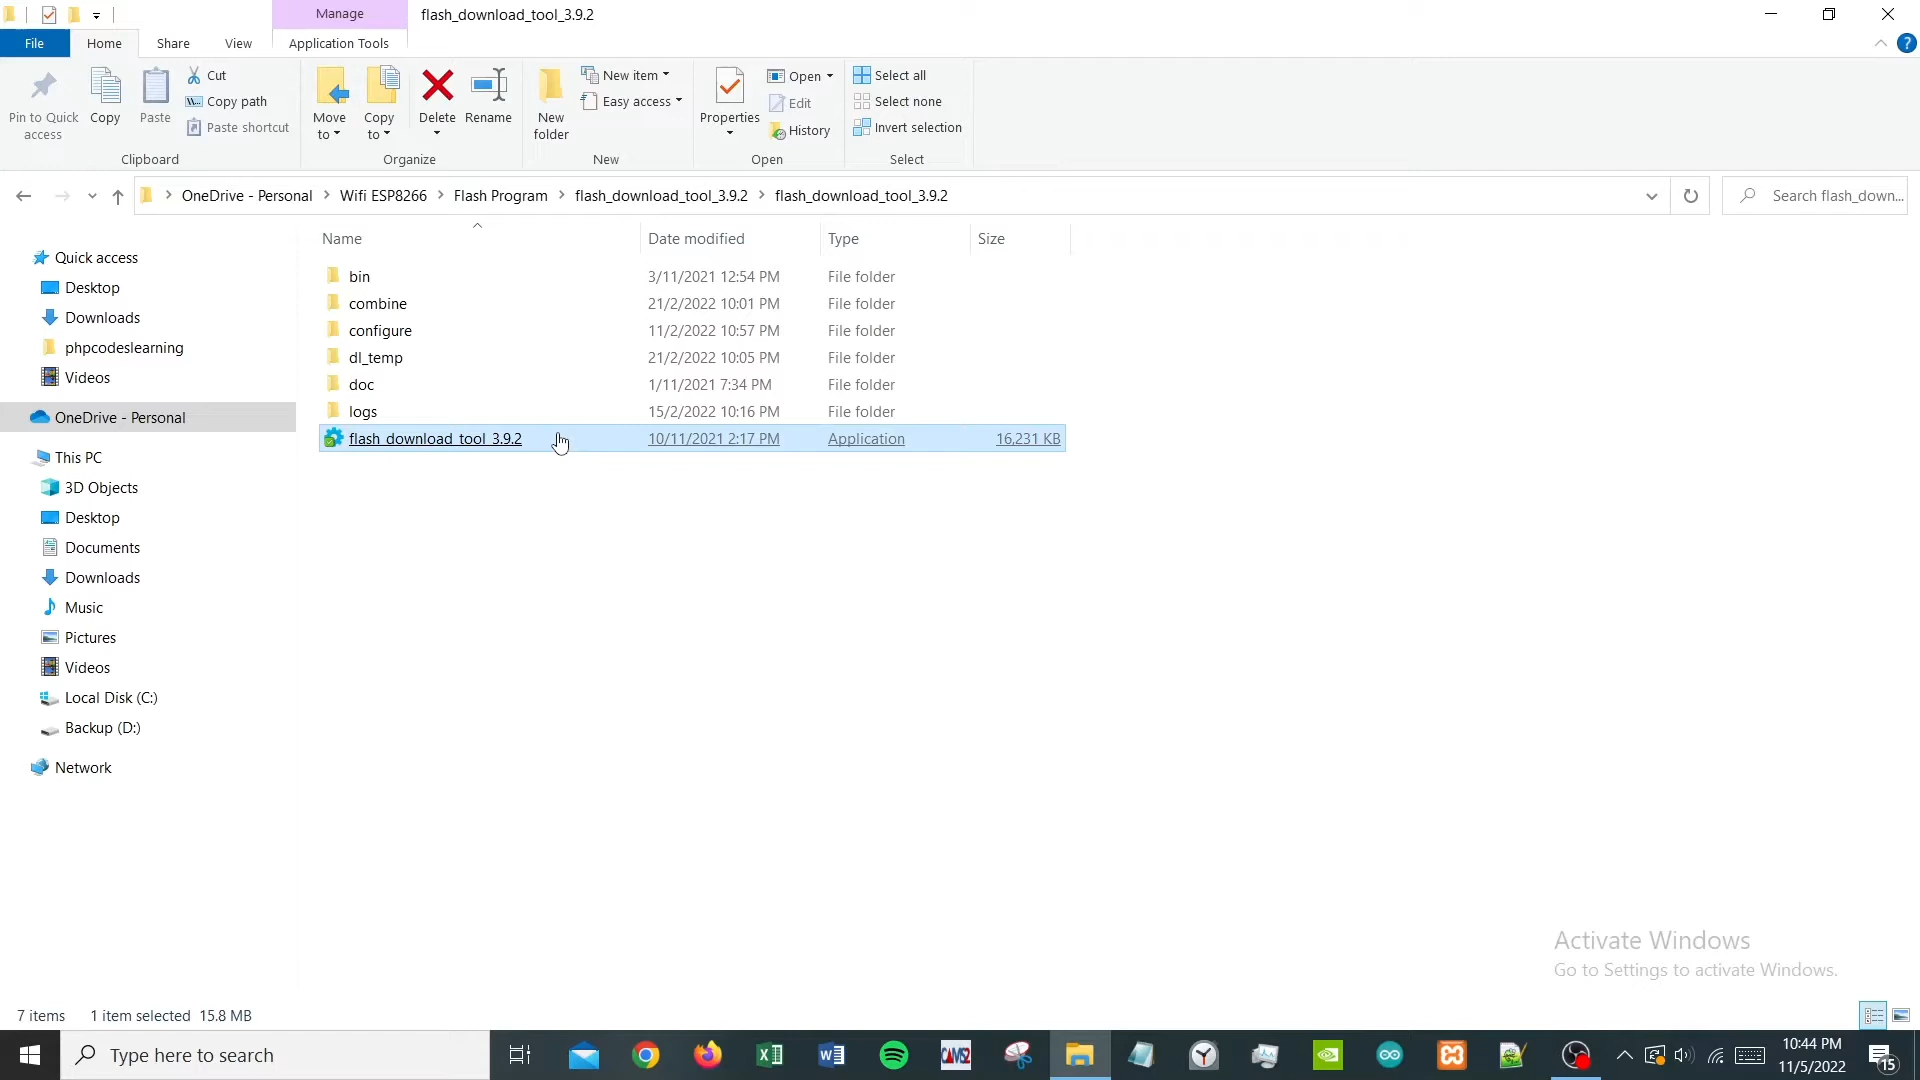 Manage
flash_download_tool_3.9.2
File
Home
Share
View
Application Tools
Pin to Quick access
Copy
Paste
Cut
Copy path
Paste shortcut
Clipboard
Move to
Copy to
Delete
Rename
Organize
New folder
New item
Easy access
New
Properties
Open
Edit
History
Open
Select all
Select none
Invert selection
Select
OneDrive - Personal
Wifi ESP8266
Flash Program
flash_download_tool_3.9.2
flash_download_tool_3.9.2
Search flash_down...
Name Date modified Type Size
Quick access
Desktop
Downloads
phpcodeslearning
Videos
OneDrive - Personal
This PC
3D Objects
Desktop
Documents
Downloads
Music
Pictures
Videos
Local Disk (C:)
Backup (D:)
Network
bin 3/11/2021 12:54 PM File folder
combine 21/2/2022 10:01 PM File folder
configure 11/2/2022 10:57 PM File folder
dl_temp 21/2/2022 10:05 PM File folder
doc 1/11/2021 7:34 PM File folder
logs 15/2/2022 10:16 PM File folder
flash_download_tool_3.9.2 10/11/2021 2:17 PM Application 16,231 KB
Activate Windows
Go to Settings to activate Windows.
7 items 1 item selected 15.8 MB
Type here to search
CAMS2
10:44 PM
11/5/2022
15